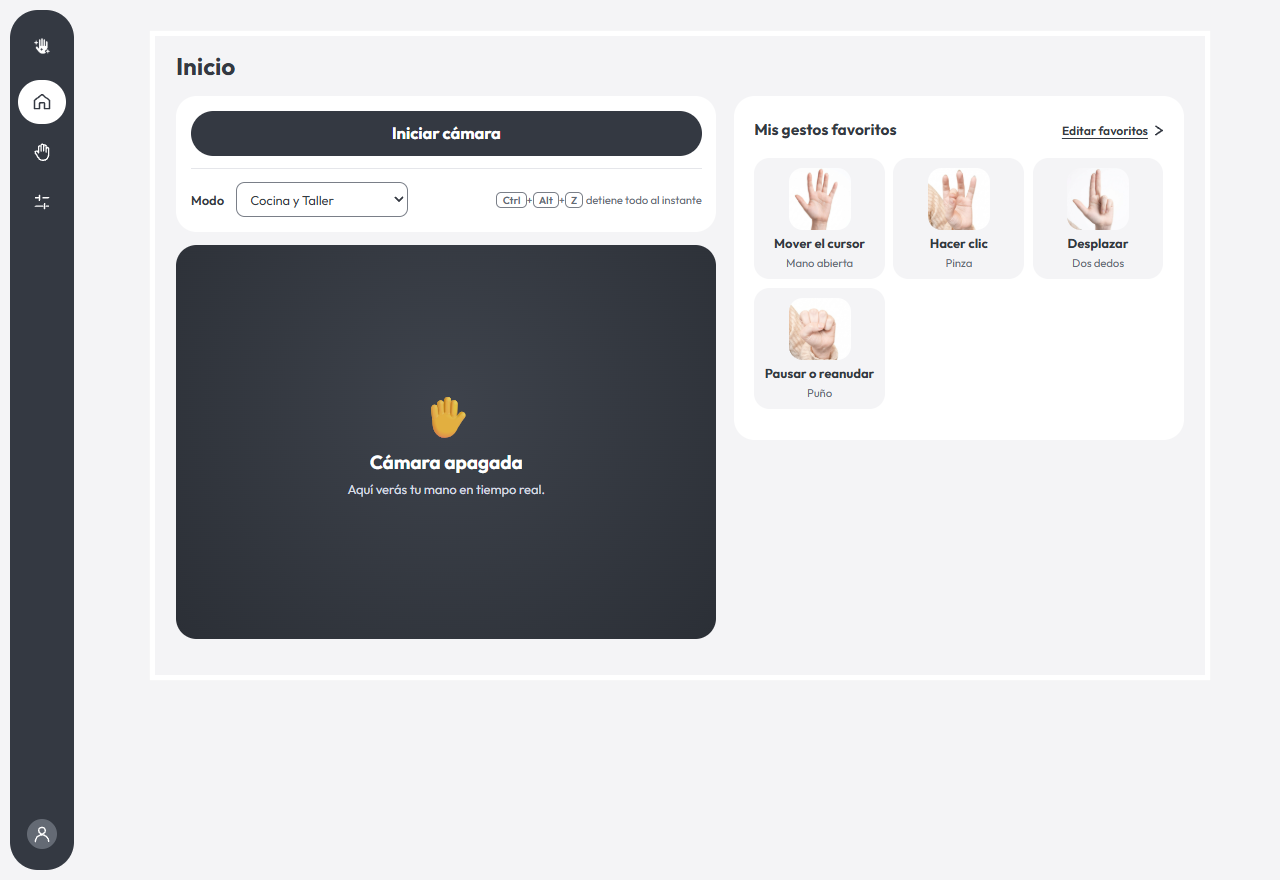 Inicio
Iniciar cámara
Modo
Cocina y Taller
Ctrl+Alt+Z detiene todo al instante
Cámara apagada
Aquí verás tu mano en tiempo real.
Mis gestos favoritos
Editar favoritos
Mover el cursor
Mano abierta
Hacer clic
Pinza
Desplazar
Dos dedos
Pausar o reanudar
Puño